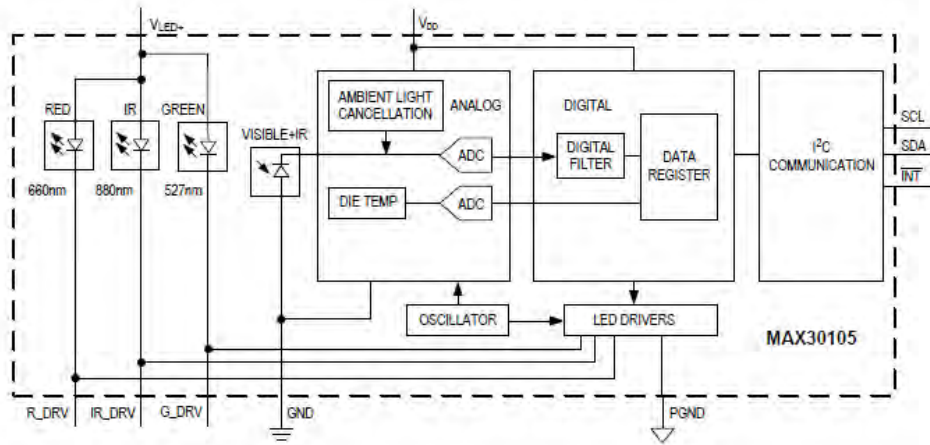 VLED+
VDD
RED
IR
GREEN
660nm
880nm
527nm
VISIBLE+IR
AMBIENT LIGHT
CANCELLATION
ANALOG
ADC
DIE TEMP
ADC
DIGITAL
DIGITAL
FILTER
DATA
REGISTER
I²C
COMMUNICATION
SCL
SDA
INT
OSCILLATOR
LED DRIVERS
MAX30105
R_DRV
IR_DRV
G_DRV
GND
PGND